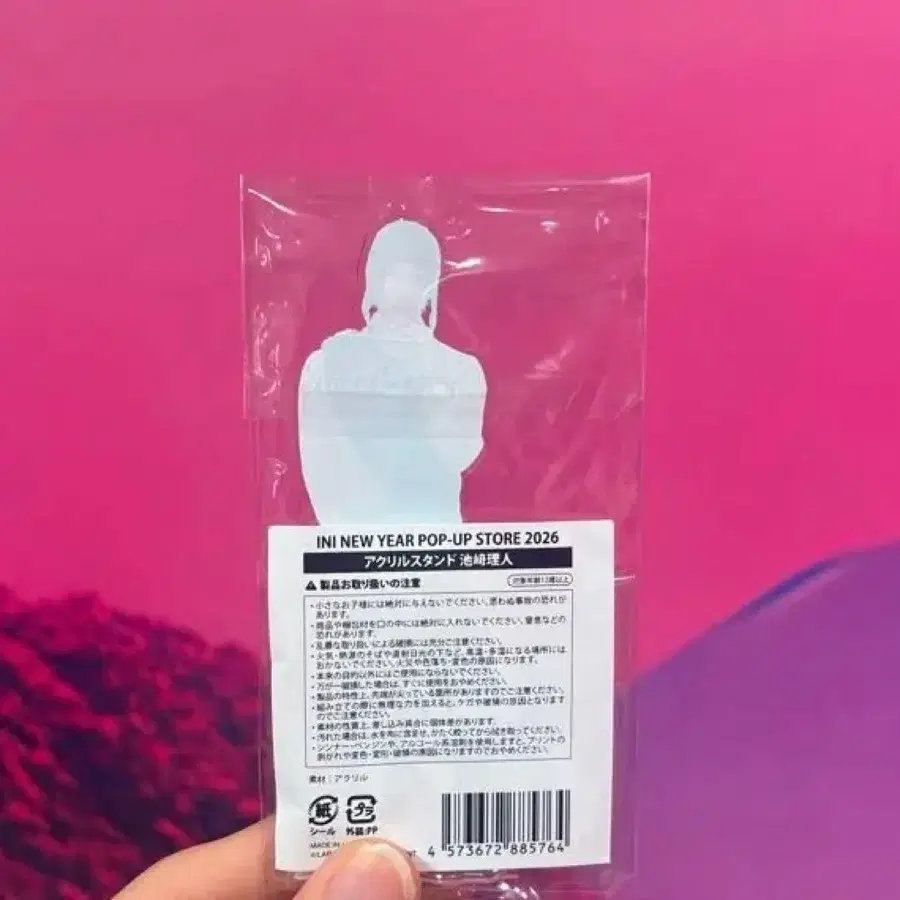 INI NEW YEAR POP-UP STORE 2026
アクリルスタンド 池﨑理人
⚠ 製品お取り扱いの注意
対象年齢12歳以上
・小さなお子様には絶対に与えないでください。思わぬ事故の恐れが
あります。
・商品や梱包材を口の中には絶対に入れないでください。窒息などの
恐れがあります。
・乱暴な取り扱いによる破損には充分ご注意ください。
・火気・熱源のそばや直射日光の下など、高温・多湿になる場所には
おかないでください。火災や色落ち・変色の原因になります。
・本来の目的以外にはご使用にならないでください。
・万が一破損した場合は、すぐに使用をおやめください。
・製品の特性上、先端が尖っている箇所がありますのでご注意ください。
・組み立ての際に無理な力を加えると、ケガや破損の原因となります
のでご注意ください。
・素材の性質上、差し込み具合に個体差があります。
・汚れた場合は、水を布に含ませ、かたく絞ってから拭き取ってください。
・シンナー・ベンジンや、アルコール系溶剤を使用しますと、プリントの
剥がれや変色・変形・破損の原因になりますのでおやめください。
素材：アクリル
紙 プラ
シール 外袋:PP
MADE IN
©LAP
4 573672 885764